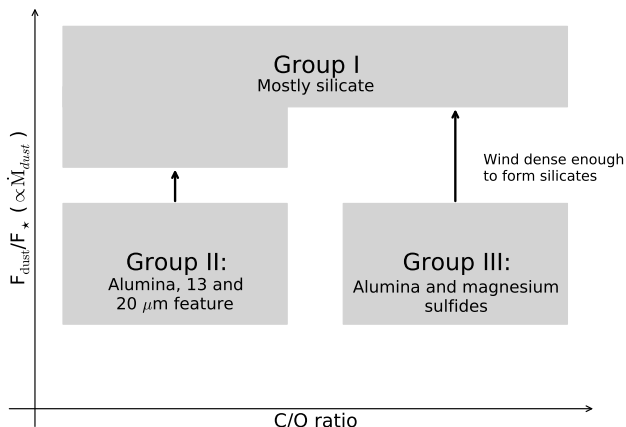 Group I
Mostly silicate
Wind dense enough
to form silicates
Group II:
Alumina, 13 and
20 μm feature
Group III:
Alumina and magnesium
sulfides
F_dust/F_⋆ ( ∝Ṁ_dust)
C/O ratio